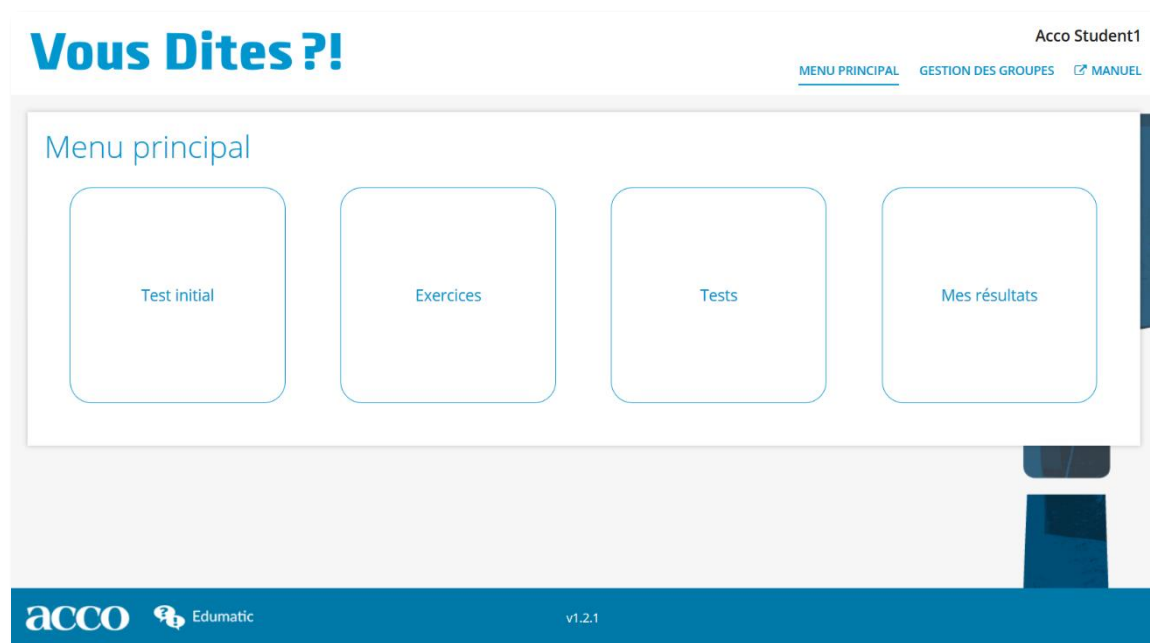 Vous Dites?!
Acco Student1
MENU PRINCIPAL GESTION DES GROUPES MANUEL
Menu principal
Test initial
Exercices
Tests
Mes résultats
acco Edumatic v1.2.1